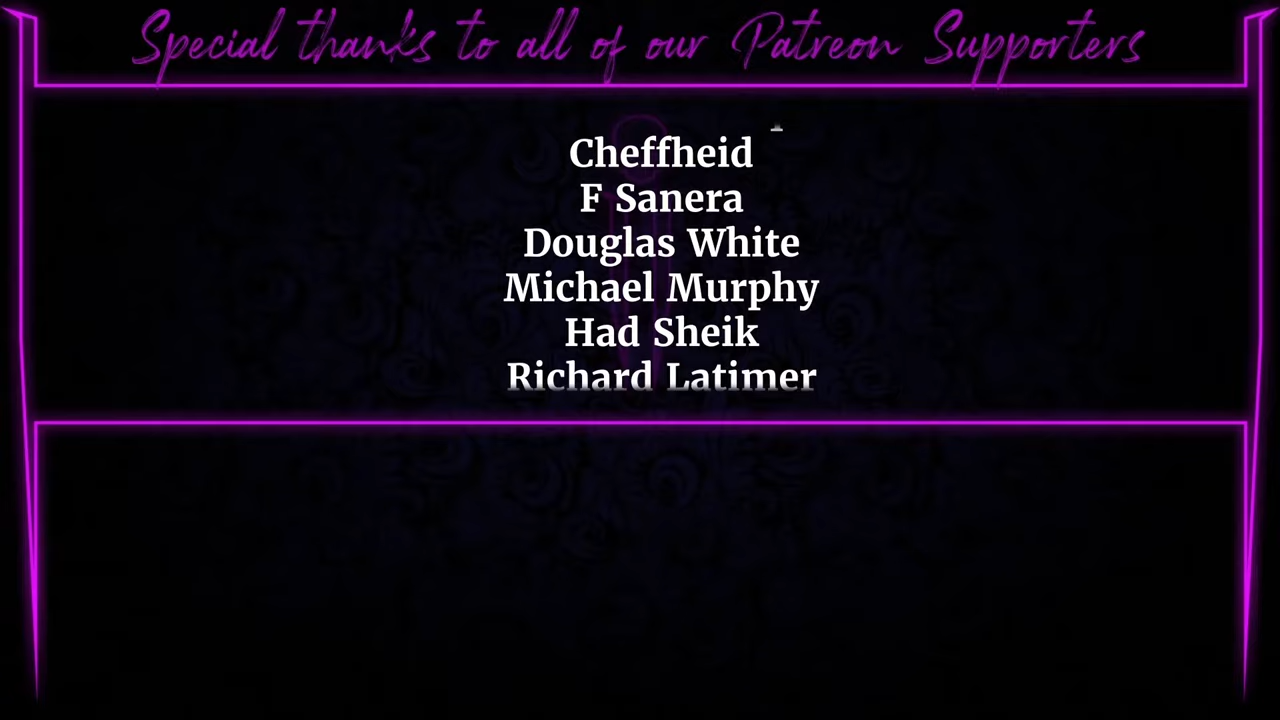 Special thanks to all of our Patreon Supporters
Cheffheid
F Sanera
Douglas White
Michael Murphy
Had Sheik
Richard Latimer